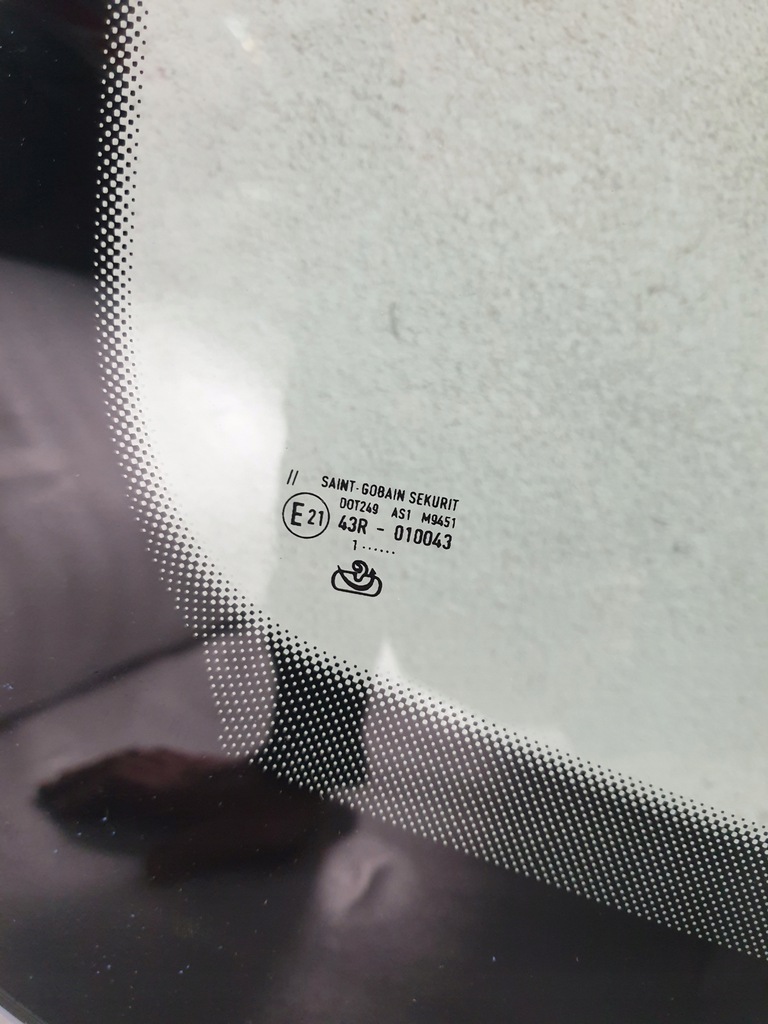 // SAINT-GOBAIN SEKURIT
DOT249 AS1 M9451
E21 43R - 010043
1 ......